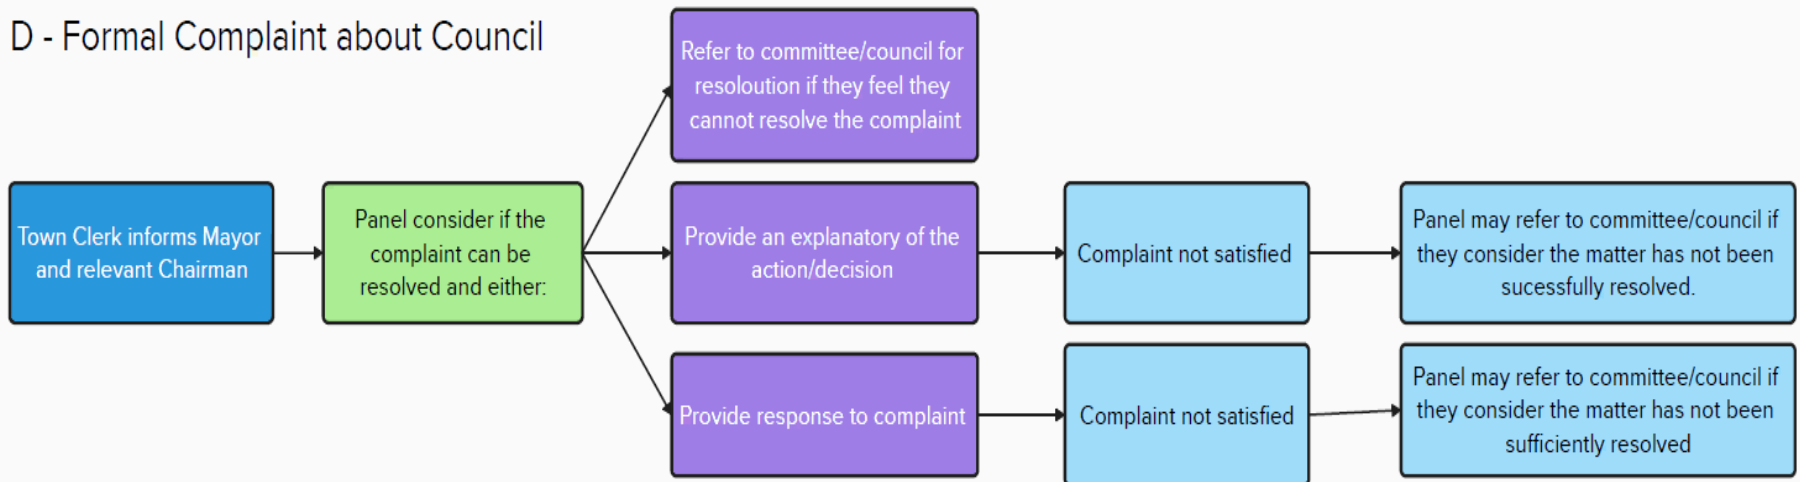 D - Formal Complaint about Council
Town Clerk informs Mayor
and relevant Chairman
Panel consider if the
complaint can be
resolved and either:
Refer to committee/council for
resoloution if they feel they
cannot resolve the complaint
Provide an explanatory of the
action/decision
Complaint not satisfied
Panel may refer to committee/council if
they consider the matter has not been
sucessfully resolved.
Provide response to complaint
Complaint not satisfied
Panel may refer to committee/council if
they consider the matter has not been
sufficiently resolved